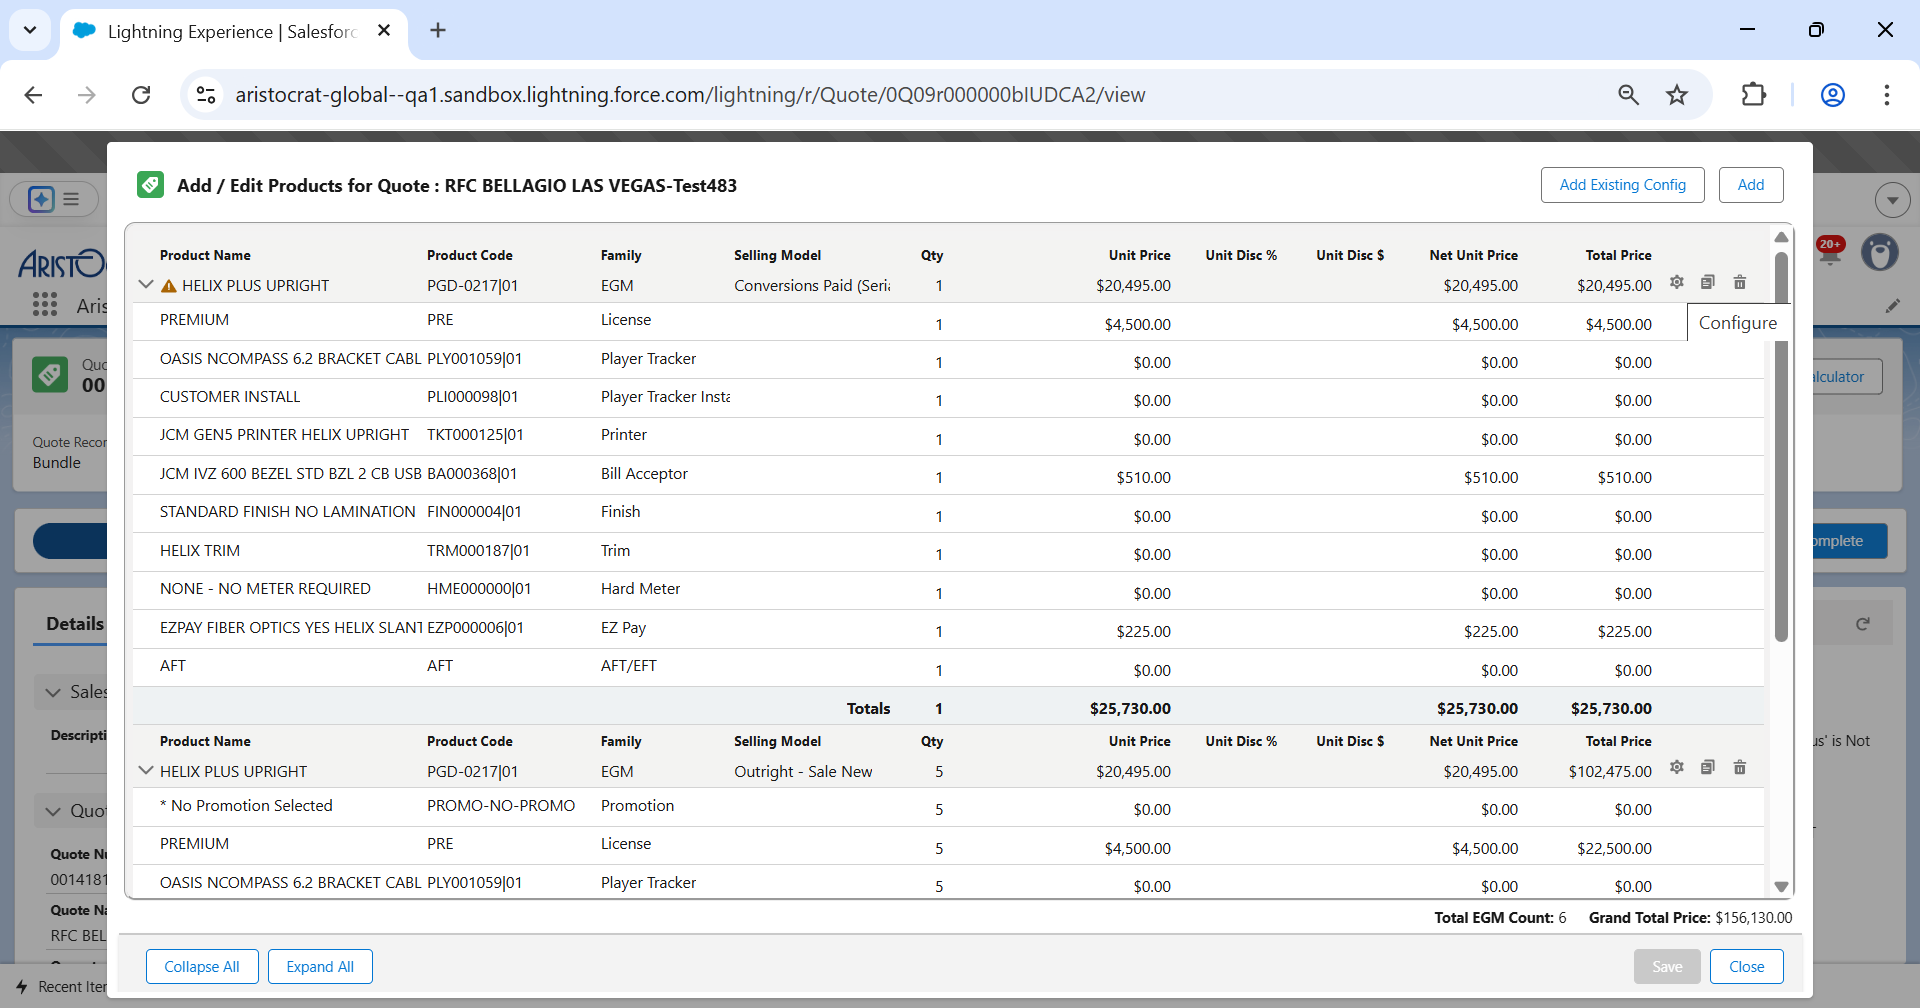 Lightning Experience | Salesforc
aristocrat-global--qa1.sandbox.lightning.force.com/lightning/r/Quote/0Q09r000000bIUDCA2/view
Add / Edit Products for Quote : RFC BELLAGIO LAS VEGAS-Test483
Add Existing Config
Add
Product Name Product Code Family Selling Model Qty Unit Price Unit Disc % Unit Disc $ Net Unit Price Total Price
HELIX PLUS UPRIGHT PGD-0217|01 EGM Conversions Paid (Seria 1 $20,495.00 $20,495.00 $20,495.00
PREMIUM PRE License 1 $4,500.00 $4,500.00 $4,500.00
Configure
OASIS NCOMPASS 6.2 BRACKET CABL PLY001059|01 Player Tracker 1 $0.00 $0.00 $0.00
CUSTOMER INSTALL PLI000098|01 Player Tracker Insta 1 $0.00 $0.00 $0.00
JCM GEN5 PRINTER HELIX UPRIGHT TKT000125|01 Printer 1 $0.00 $0.00 $0.00
JCM IVZ 600 BEZEL STD BZL 2 CB USB BA000368|01 Bill Acceptor 1 $510.00 $510.00 $510.00
STANDARD FINISH NO LAMINATION FIN000004|01 Finish 1 $0.00 $0.00 $0.00
HELIX TRIM TRM000187|01 Trim 1 $0.00 $0.00 $0.00
NONE - NO METER REQUIRED HME000000|01 Hard Meter 1 $0.00 $0.00 $0.00
EZPAY FIBER OPTICS YES HELIX SLANT EZP000006|01 EZ Pay 1 $225.00 $225.00 $225.00
AFT AFT AFT/EFT 1 $0.00 $0.00 $0.00
Totals 1 $25,730.00 $25,730.00 $25,730.00
Product Name Product Code Family Selling Model Qty Unit Price Unit Disc % Unit Disc $ Net Unit Price Total Price
HELIX PLUS UPRIGHT PGD-0217|01 EGM Outright - Sale New 5 $20,495.00 $20,495.00 $102,475.00
* No Promotion Selected PROMO-NO-PROMO Promotion 5 $0.00 $0.00 $0.00
PREMIUM PRE License 5 $4,500.00 $4,500.00 $22,500.00
OASIS NCOMPASS 6.2 BRACKET CABL PLY001059|01 Player Tracker 5 $0.00 $0.00 $0.00
Total EGM Count: 6 Grand Total Price: $156,130.00
Collapse All
Expand All
Save
Close
ARISTO
Aris
20+
Quo
00
alculator
Quote Recor
Bundle
omplete
Details
Sales
Descripti
us' is Not
Quot
Quote Nu
0014181
Quote Na
RFC BEL
Recent Iter